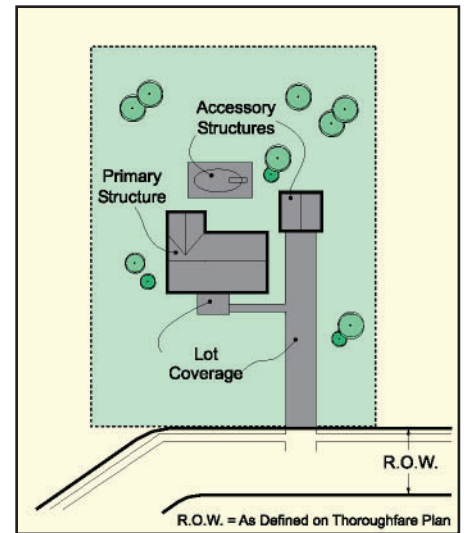 Accessory
Structures
Primary
Structure
Lot
Coverage
R.O.W.
R.O.W. = As Defined on Thoroughfare Plan